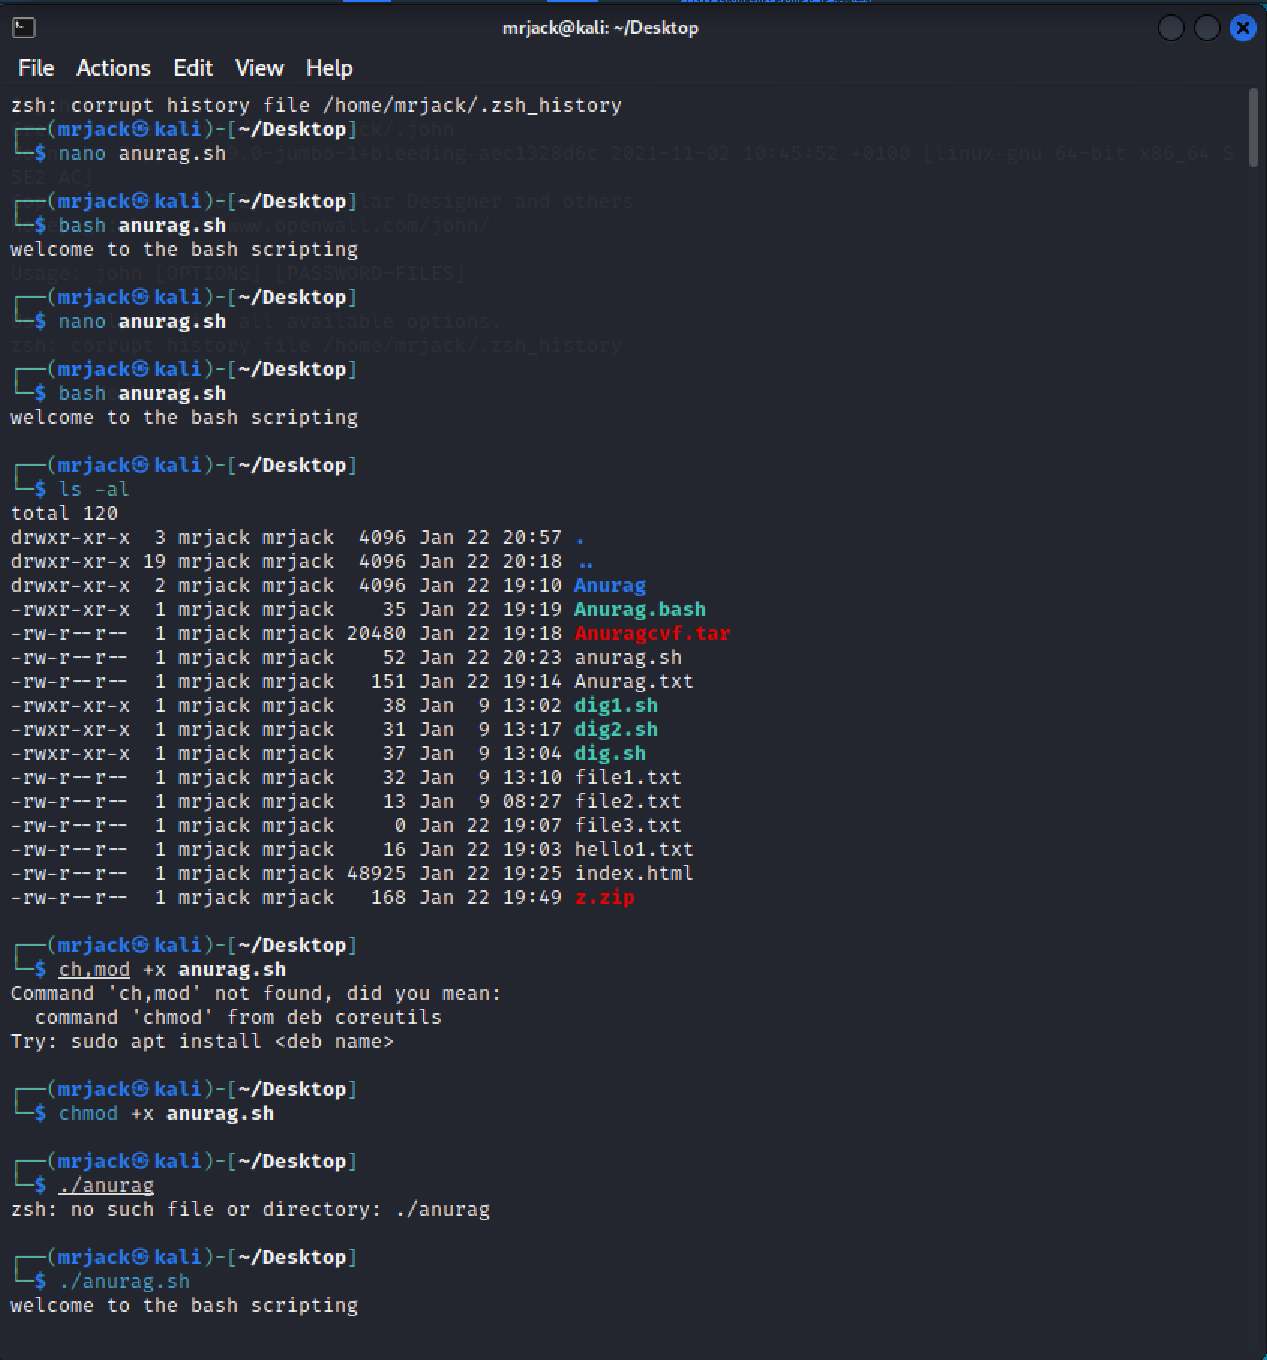 mrjack@kali: ~/Desktop
File Actions Edit View Help
zsh: corrupt history file /home/mrjack/.zsh_history
┌──(mrjack㉿kali)-[~/Desktop]
└─$ nano anurag.sh
┌──(mrjack㉿kali)-[~/Desktop]
└─$ bash anurag.sh
welcome to the bash scripting
┌──(mrjack㉿kali)-[~/Desktop]
└─$ nano anurag.sh
┌──(mrjack㉿kali)-[~/Desktop]
└─$ bash anurag.sh
welcome to the bash scripting
┌──(mrjack㉿kali)-[~/Desktop]
└─$ ls -al
total 120
drwxr-xr-x  3 mrjack mrjack  4096 Jan 22 20:57 .
drwxr-xr-x 19 mrjack mrjack  4096 Jan 22 20:18 ..
drwxr-xr-x  2 mrjack mrjack  4096 Jan 22 19:10 Anurag
-rwxr-xr-x  1 mrjack mrjack    35 Jan 22 19:19 Anurag.bash
-rw-r--r--  1 mrjack mrjack 20480 Jan 22 19:18 Anuragcvf.tar
-rw-r--r--  1 mrjack mrjack    52 Jan 22 20:23 anurag.sh
-rw-r--r--  1 mrjack mrjack   151 Jan 22 19:14 Anurag.txt
-rwxr-xr-x  1 mrjack mrjack    38 Jan  9 13:02 dig1.sh
-rwxr-xr-x  1 mrjack mrjack    31 Jan  9 13:17 dig2.sh
-rwxr-xr-x  1 mrjack mrjack    37 Jan  9 13:04 dig.sh
-rw-r--r--  1 mrjack mrjack    32 Jan  9 13:10 file1.txt
-rw-r--r--  1 mrjack mrjack    13 Jan  9 08:27 file2.txt
-rw-r--r--  1 mrjack mrjack     0 Jan 22 19:07 file3.txt
-rw-r--r--  1 mrjack mrjack    16 Jan 22 19:03 hello1.txt
-rw-r--r--  1 mrjack mrjack 48925 Jan 22 19:25 index.html
-rw-r--r--  1 mrjack mrjack   168 Jan 22 19:49 z.zip
┌──(mrjack㉿kali)-[~/Desktop]
└─$ ch,mod +x anurag.sh
Command 'ch,mod' not found, did you mean:
  command 'chmod' from deb coreutils
Try: sudo apt install <deb name>
┌──(mrjack㉿kali)-[~/Desktop]
└─$ chmod +x anurag.sh
┌──(mrjack㉿kali)-[~/Desktop]
└─$ ./anurag
zsh: no such file or directory: ./anurag
┌──(mrjack㉿kali)-[~/Desktop]
└─$ ./anurag.sh
welcome to the bash scripting